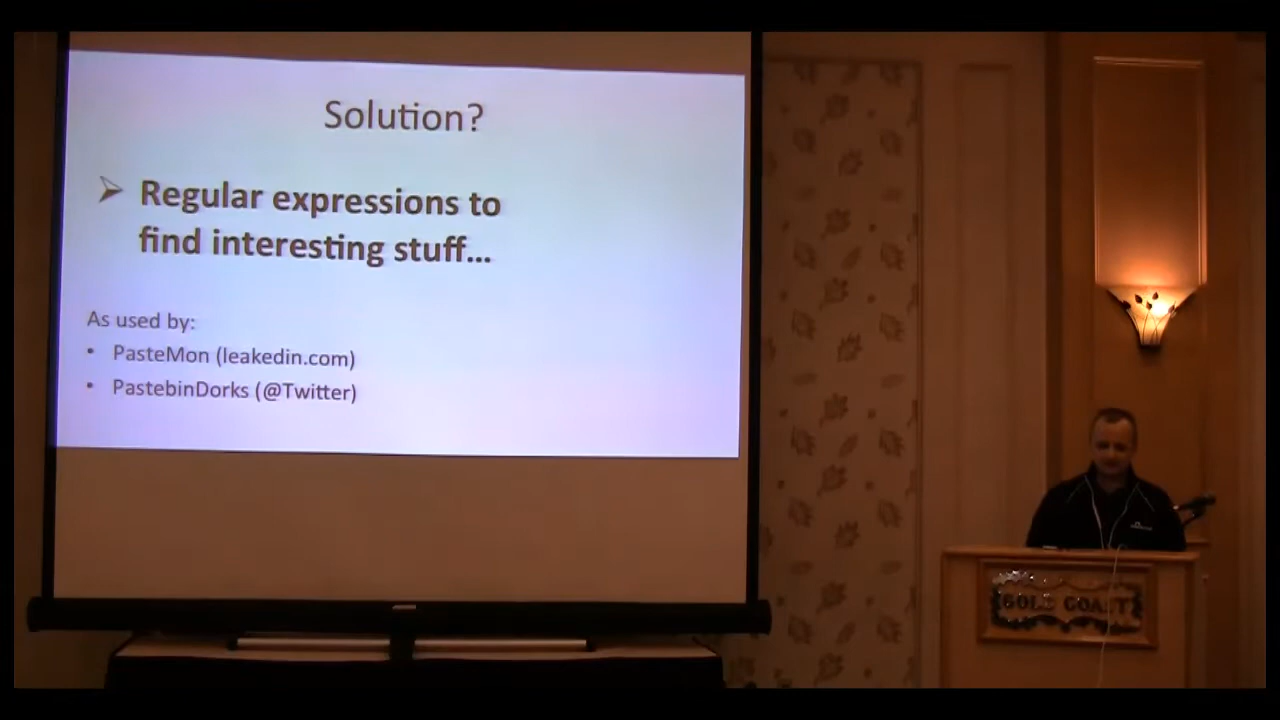 Solution?
➢ Regular expressions to
find interesting stuff...
As used by:
• PasteMon (leakedin.com)
• PastebinDorks (@Twitter)
GOLD COAST